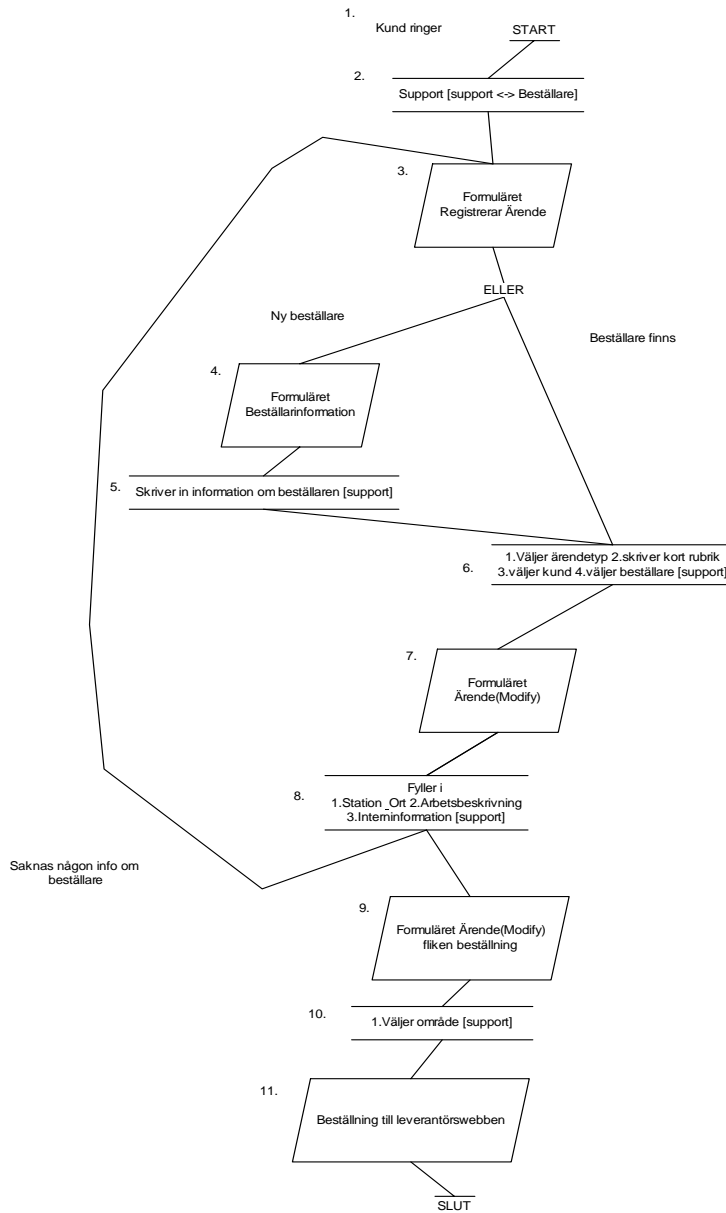 1.
Kund ringer
START
2.
Support [support <-> Beställare]
3.
Formuläret
Registrerar Ärende
ELLER
Ny beställare
Beställare finns
4.
Formuläret
Beställarinformation
5.
Skriver in information om beställaren [support]
6.
1.Väljer ärendetyp 2.skriver kort rubrik
3.väljer kund 4.väljer beställare [support]
7.
Formuläret
Ärende(Modify)
8.
Fyller i
1.Station_Ort 2.Arbetsbeskrivning
3.Interninformation [support]
Saknas någon info om
beställare
9.
Formuläret Ärende(Modify)
fliken beställning
10.
1.Väljer område [support]
11.
Beställning till leverantörswebben
SLUT